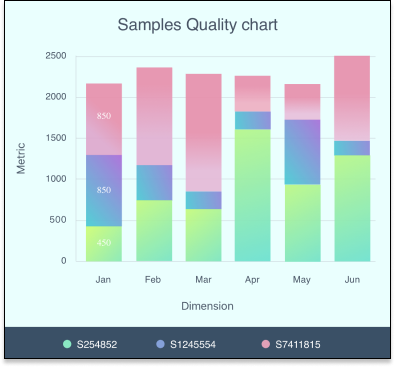 Samples Quality chart
Metric
2500
2000
1500
1000
500
0
850
850
450
Jan Feb Mar Apr May Jun
Dimension
S254852 S1245554 S7411815